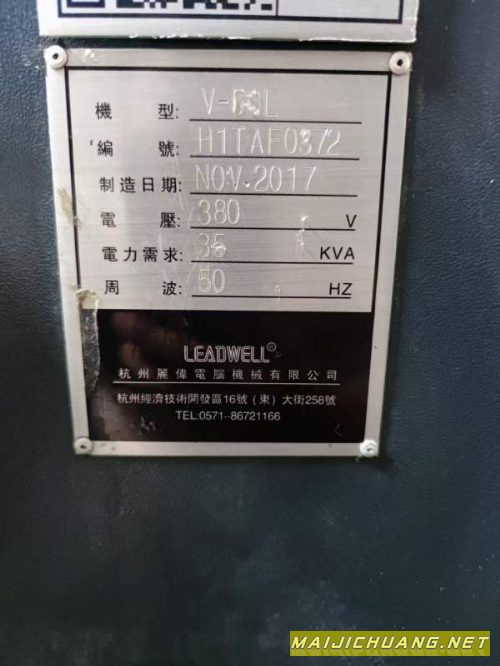 機 型:
編 號: H1TAF0372
制造日期: NOV.2017
電 壓: 380 V
電力需求: 35 KVA
周 波: 50 HZ
LEADWELL®
杭州麗偉電腦機械有限公司
杭州經濟技術開發區16號(東)大街258號
TEL:0571--86721166
MAIJICHUANG.NET